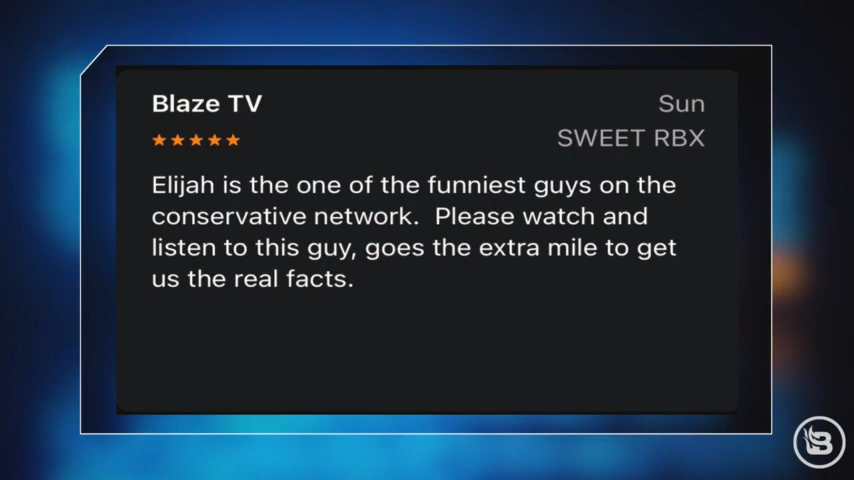 Blaze TV
Sun
★★★★★
SWEET RBX
Elijah is the one of the funniest guys on the
conservative network. Please watch and
listen to this guy, goes the extra mile to get
us the real facts.
B